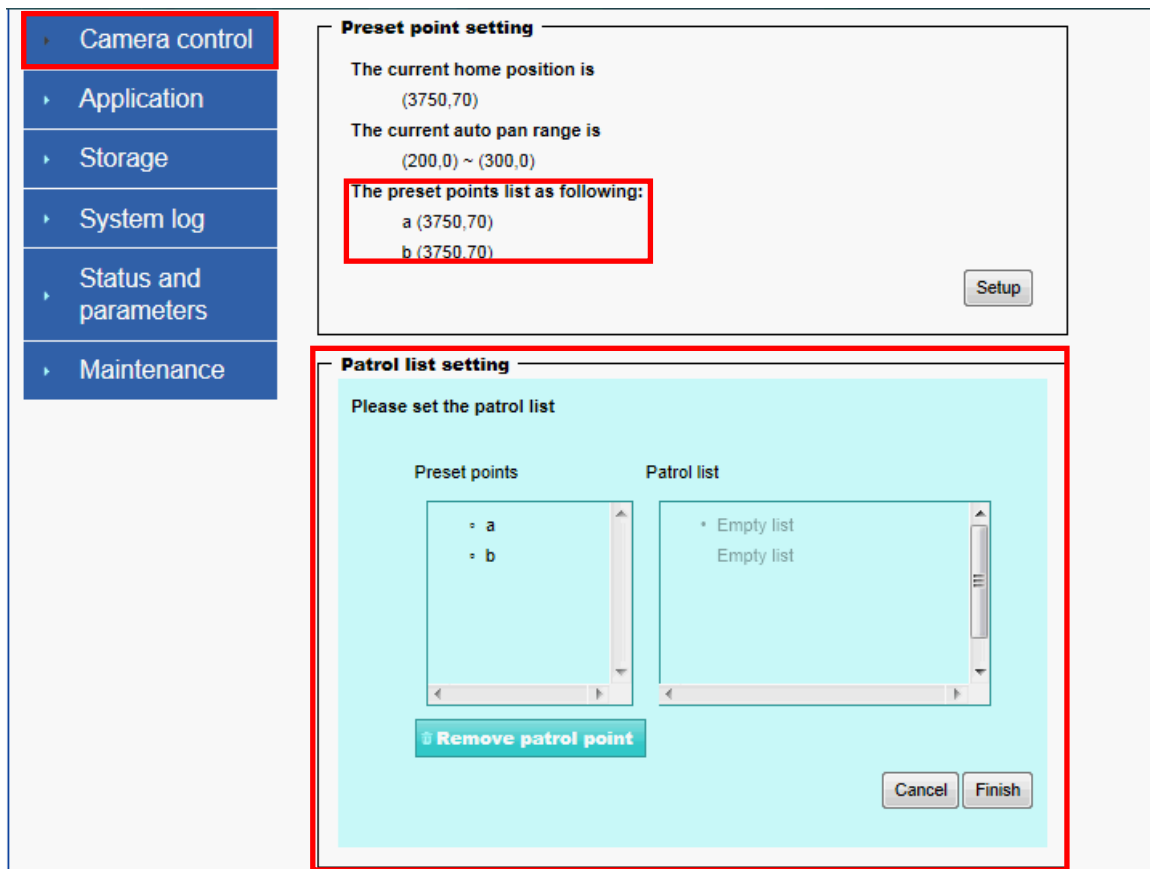 Camera control
Application
Storage
System log
Status and
parameters
Maintenance
Preset point setting
The current home position is
(3750,70)
The current auto pan range is
(200,0) ~ (300,0)
The preset points list as following:
a (3750,70)
b (3750,70)
Setup
Patrol list setting
Please set the patrol list
Preset points
Patrol list
a
b
Empty list
Empty list
Remove patrol point
Cancel
Finish